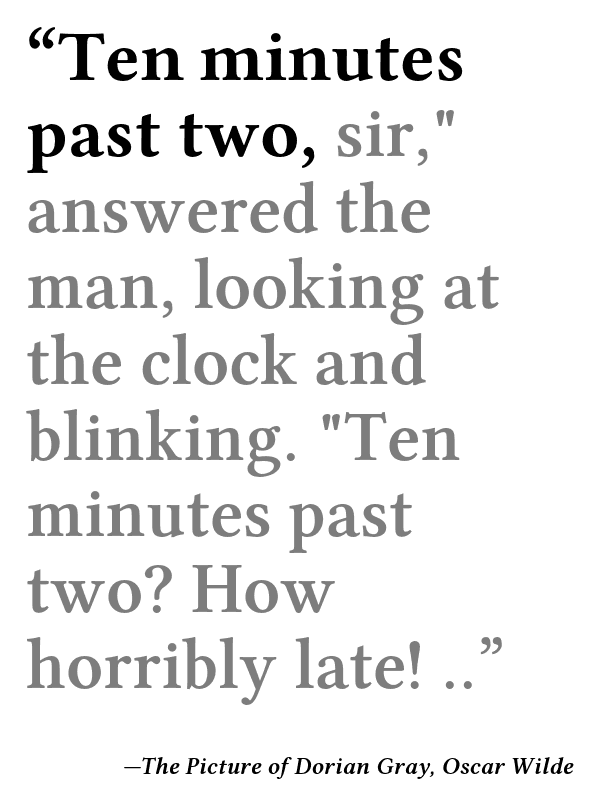 “Ten minutes
past two, sir,"
answered the
man, looking at
the clock and
blinking. "Ten
minutes past
two? How
horribly late! ..”
—The Picture of Dorian Gray, Oscar Wilde